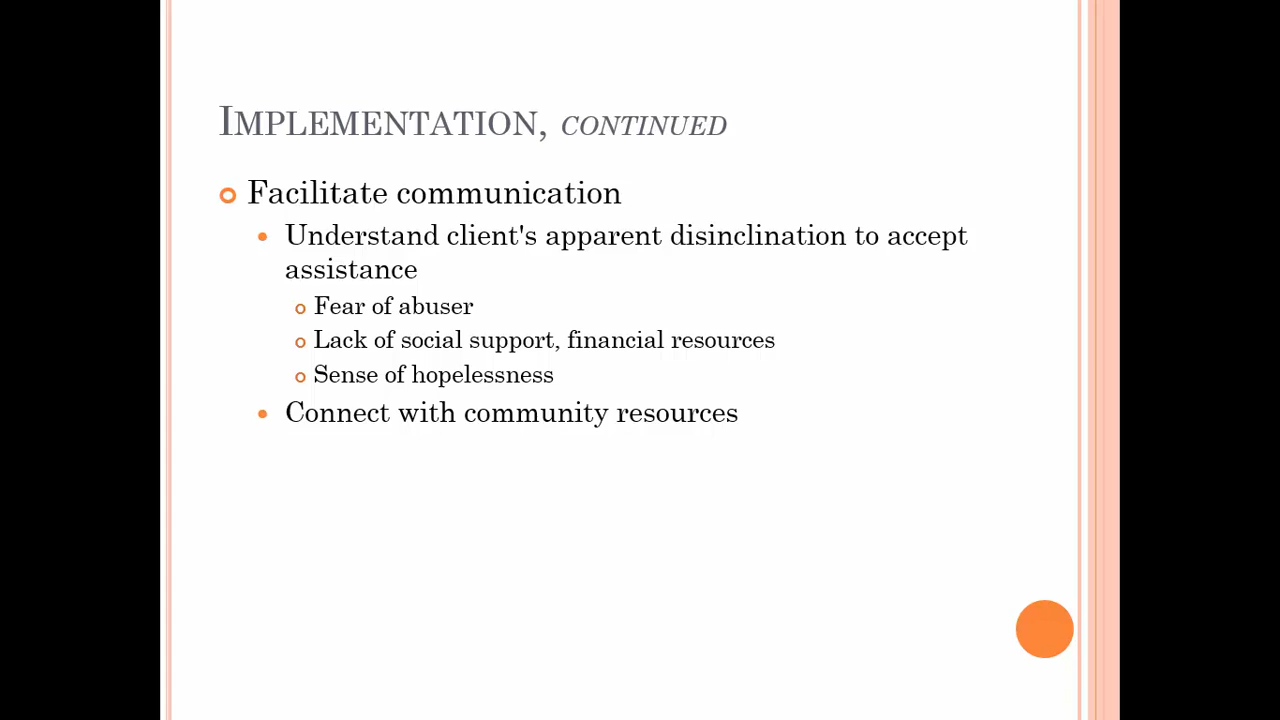 Implementation, continued
Facilitate communication
Understand client's apparent disinclination to accept
assistance
Fear of abuser
Lack of social support, financial resources
Sense of hopelessness
Connect with community resources